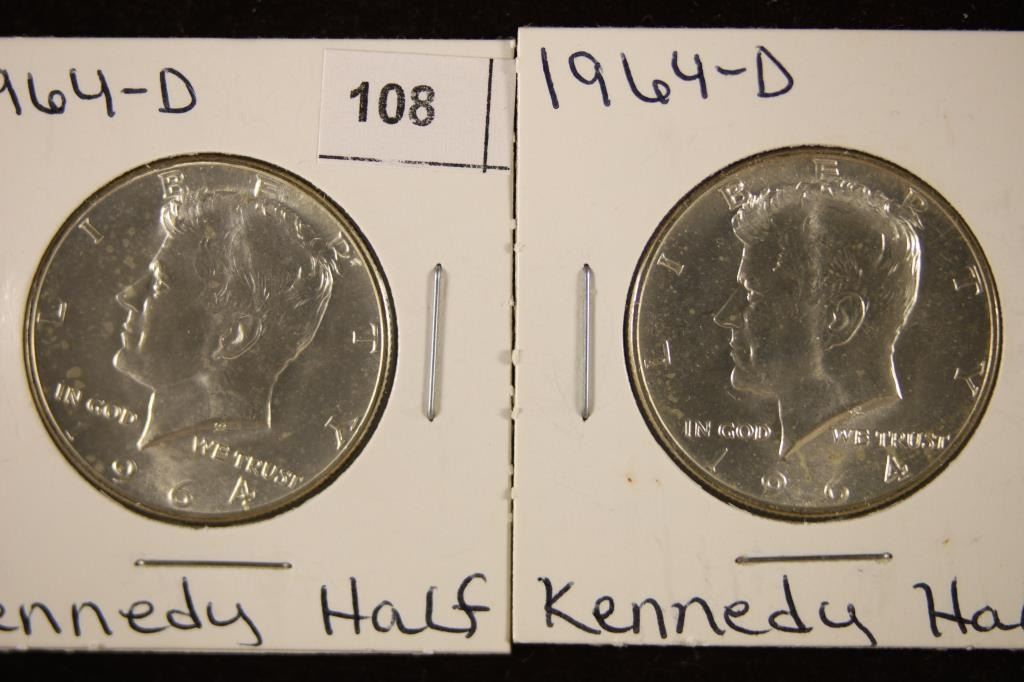 964-D
108
LIBERTY
IN GOD WE TRUST
1964
ennedy Half
1964-D
LIBERTY
IN GOD WE TRUST
1964
Kennedy Ha